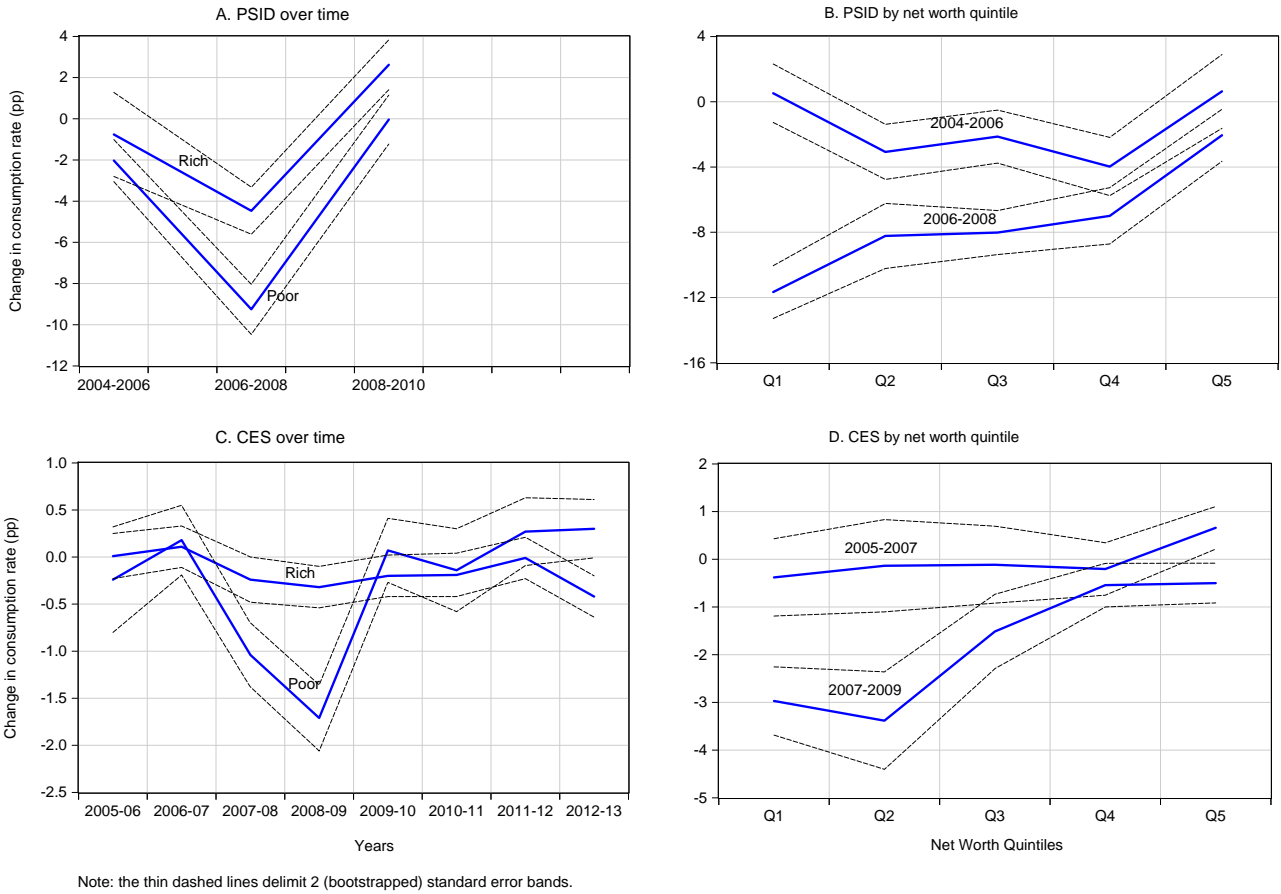 A. PSID over time
Change in consumption rate (pp)
4
2
0
-2
-4
-6
-8
-10
-12
Rich
Poor
2004-2006 2006-2008 2008-2010
B. PSID by net worth quintile
4
0
-4
-8
-12
-16
2004-2006
2006-2008
Q1 Q2 Q3 Q4 Q5
C. CES over time
Change in consumption rate (pp)
1.0
0.5
0.0
-0.5
-1.0
-1.5
-2.0
-2.5
Rich
Poor
2005-06 2006-07 2007-08 2008-09 2009-10 2010-11 2011-12 2012-13
Years
D. CES by net worth quintile
2
1
0
-1
-2
-3
-4
-5
2005-2007
2007-2009
Q1 Q2 Q3 Q4 Q5
Net Worth Quintiles
Note: the thin dashed lines delimit 2 (bootstrapped) standard error bands.